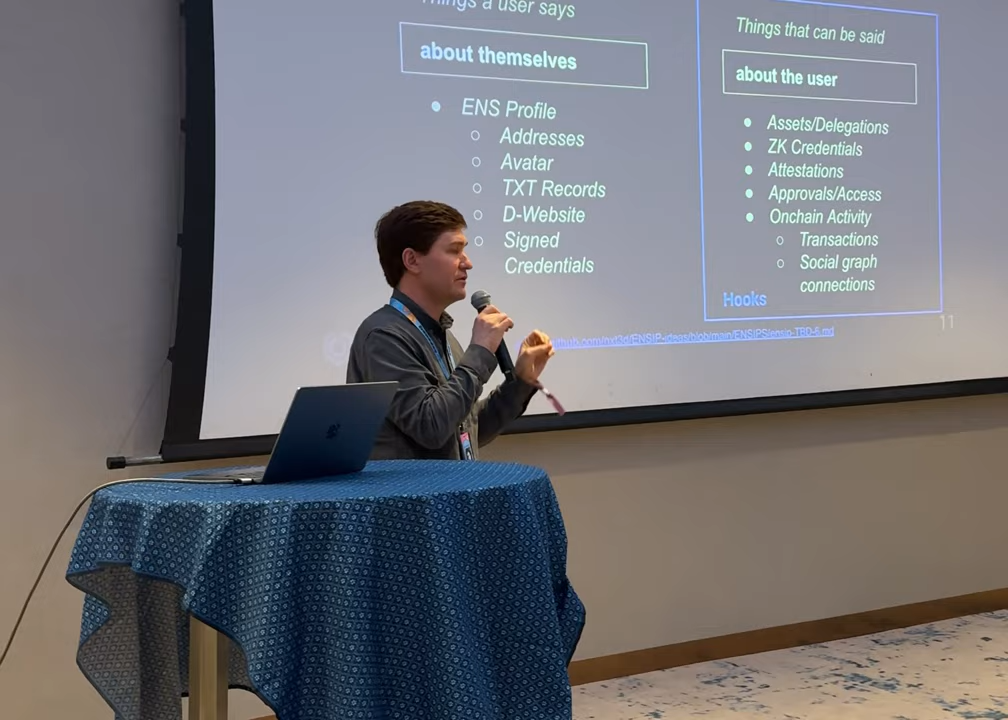 Things a user says
about themselves
● ENS Profile
○ Addresses
○ Avatar
○ TXT Records
○ D-Website
○ Signed
Credentials
Things that can be said
about the user
● Assets/Delegations
● ZK Credentials
● Attestations
● Approvals/Access
● Onchain Activity
○ Transactions
○ Social graph
connections
Hooks
11